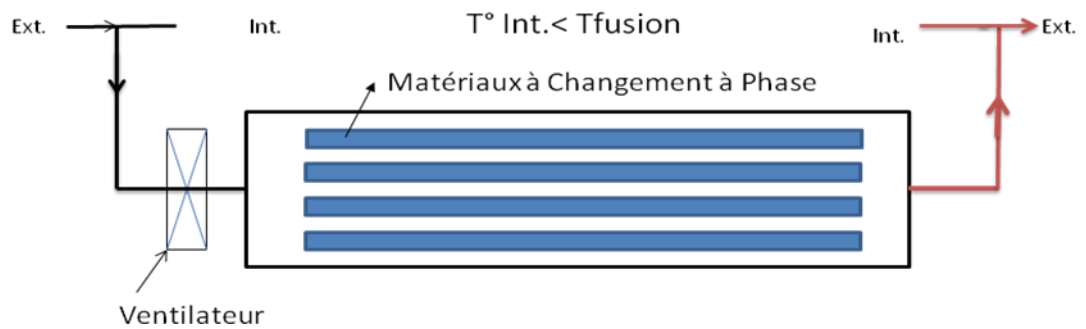 Ext.
Int.
T° Int.< Tfusion
Int.
Ext.
Matériaux à Changement à Phase
Ventilateur